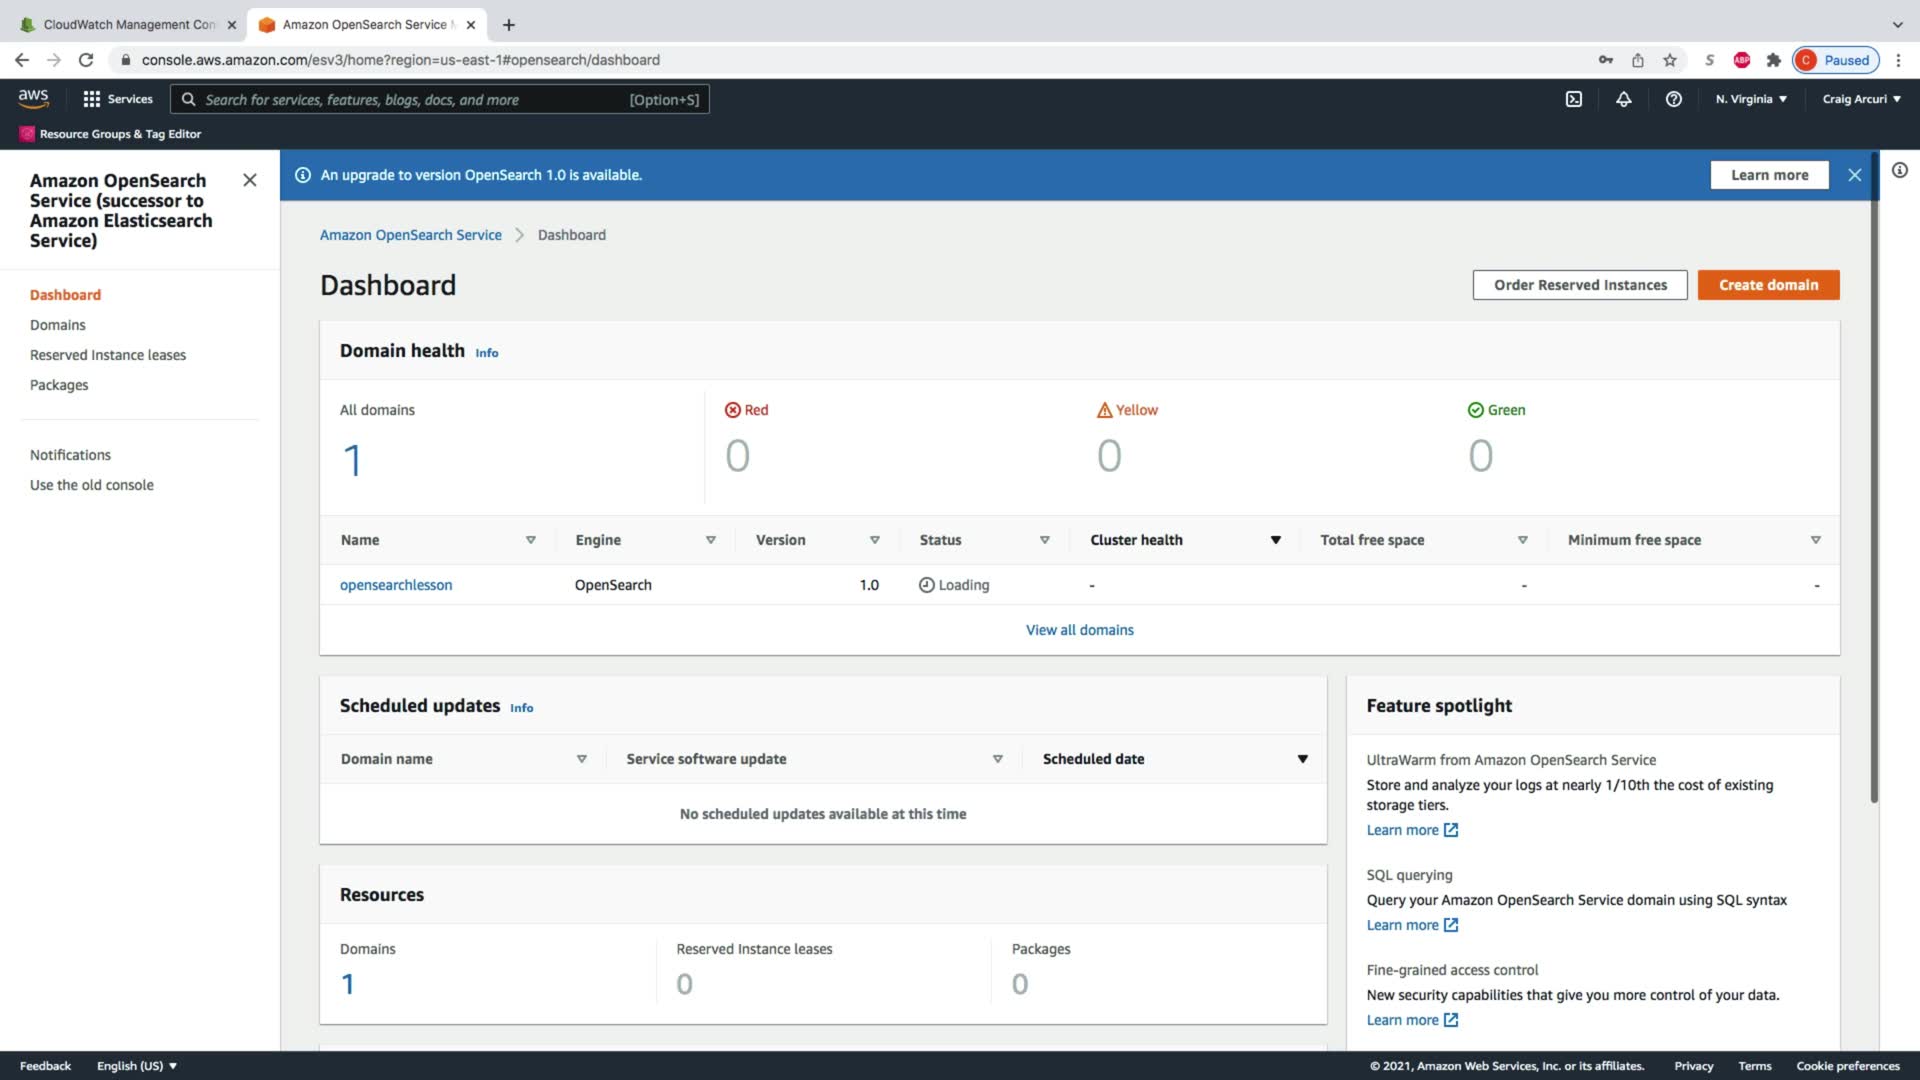 CloudWatch Management Con
Amazon OpenSearch Service M
console.aws.amazon.com/esv3/home?region=us-east-1#opensearch/dashboard
S
ABP
C
Paused
aws
Services
Search for services, features, blogs, docs, and more
[Option+S]
N. Virginia
Craig Arcuri
Resource Groups & Tag Editor
Amazon OpenSearch
Service (successor to
Amazon Elasticsearch
Service)
Dashboard
Domains
Reserved Instance leases
Packages
Notifications
Use the old console
An upgrade to version OpenSearch 1.0 is available.
Learn more
Amazon OpenSearch Service
Dashboard
Dashboard
Order Reserved Instances
Create domain
Domain health Info
All domains
1
Red
0
Yellow
0
Green
0
Name Engine Version Status Cluster health Total free space Minimum free space
opensearchlesson OpenSearch 1.0 Loading - - -
View all domains
Scheduled updates Info
Domain name Service software update Scheduled date
No scheduled updates available at this time
Resources
Domains
1
Reserved Instance leases
0
Packages
0
Feature spotlight
UltraWarm from Amazon OpenSearch Service
Store and analyze your logs at nearly 1/10th the cost of existing
storage tiers.
Learn more
SQL querying
Query your Amazon OpenSearch Service domain using SQL syntax
Learn more
Fine-grained access control
New security capabilities that give you more control of your data.
Learn more
Feedback
English (US)
© 2021, Amazon Web Services, Inc. or its affiliates.
Privacy
Terms
Cookie preferences